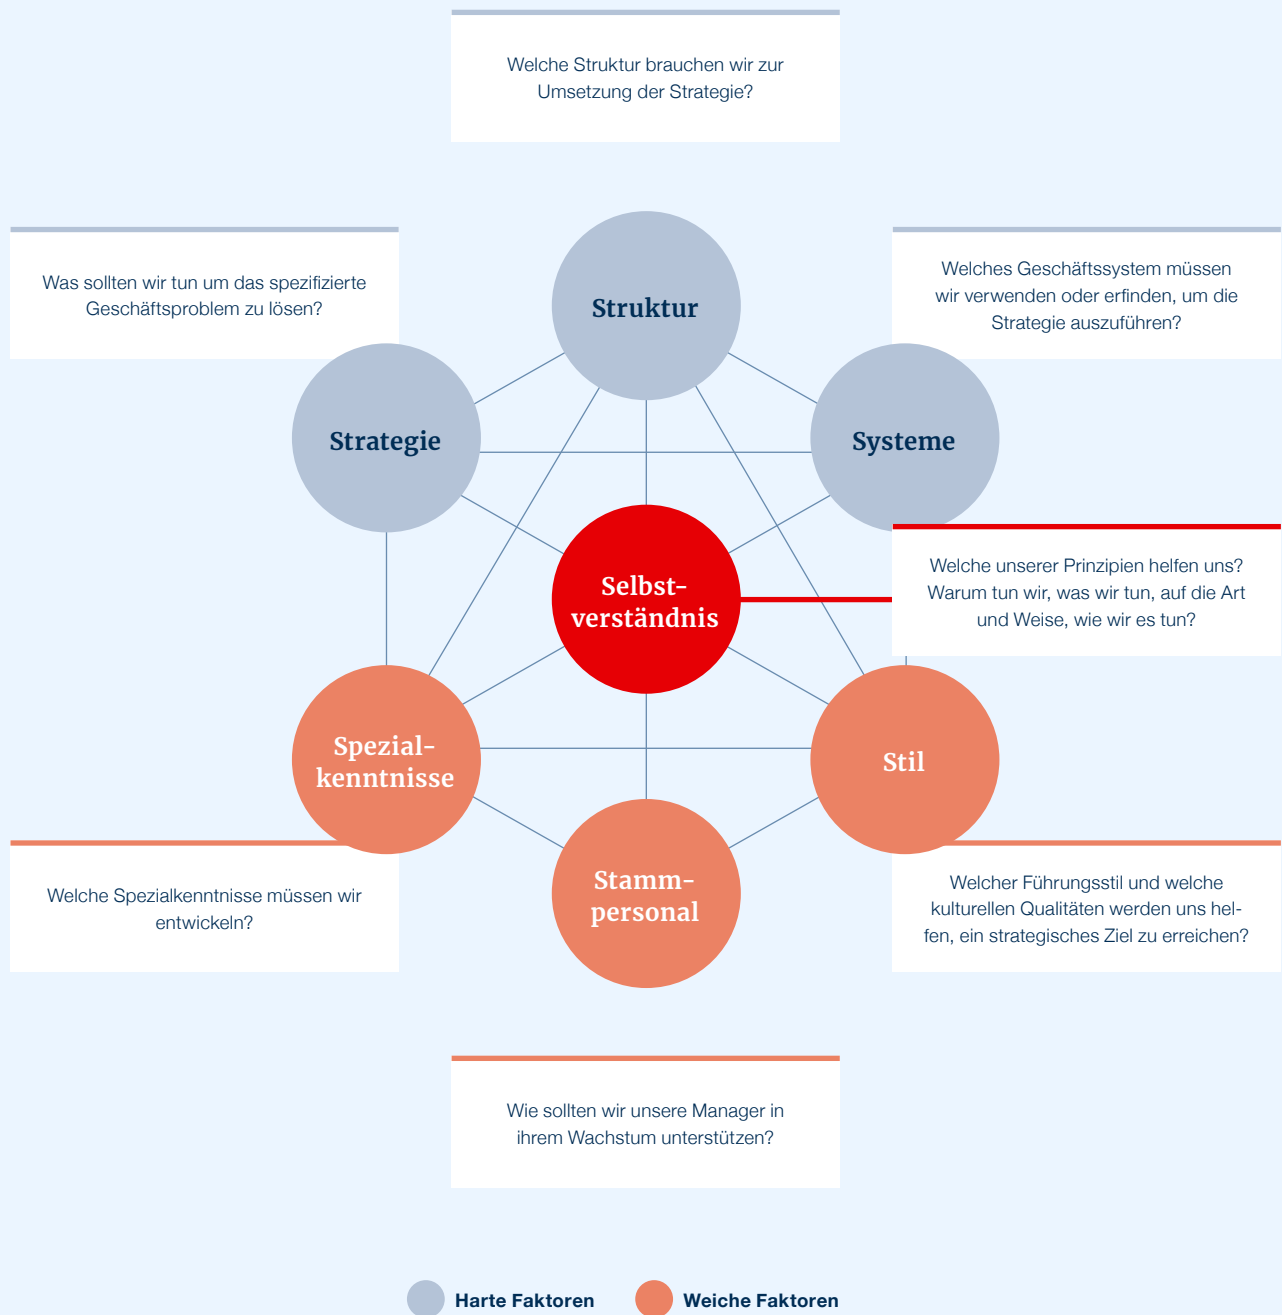 Welche Struktur brauchen wir zur
Umsetzung der Strategie?
Was sollten wir tun um das spezifizierte
Geschäftsproblem zu lösen?
Welches Geschäftssystem müssen
wir verwenden oder erfinden, um die
Strategie auszuführen?
Struktur
Strategie
Systeme
Selbst-
verständnis
Welche unserer Prinzipien helfen uns?
Warum tun wir, was wir tun, auf die Art
und Weise, wie wir es tun?
Spezial-
kenntnisse
Stil
Stamm-
personal
Welche Spezialkenntnisse müssen wir
entwickeln?
Welcher Führungsstil und welche
kulturellen Qualitäten werden uns hel-
fen, ein strategisches Ziel zu erreichen?
Wie sollten wir unsere Manager in
ihrem Wachstum unterstützen?
Harte Faktoren
Weiche Faktoren